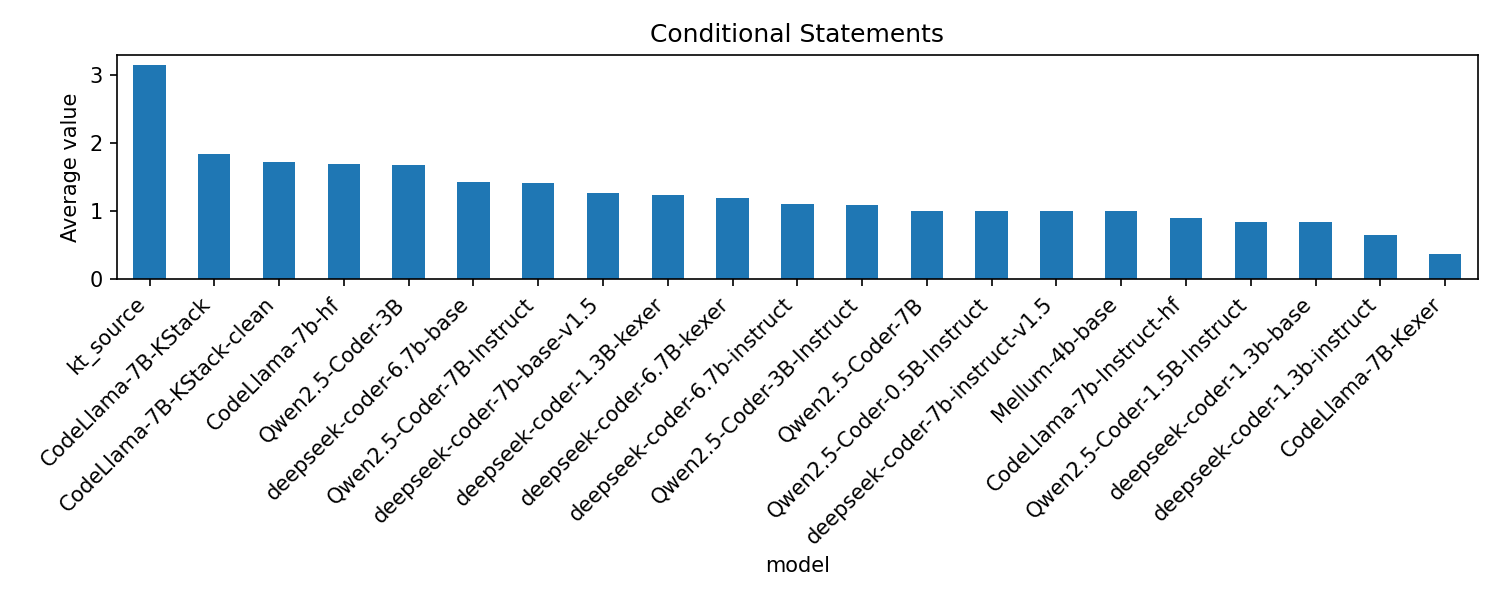 Conditional Statements
Average value
3
2
1
0
kt_source
CodeLlama-7B-KStack
CodeLlama-7B-KStack-clean
CodeLlama-7b-hf
Qwen2.5-Coder-3B
deepseek-coder-6.7b-base
Qwen2.5-Coder-7B-Instruct
deepseek-coder-7b-base-v1.5
deepseek-coder-1.3B-kexer
deepseek-coder-6.7B-kexer
deepseek-coder-6.7b-instruct
Qwen2.5-Coder-3B-Instruct
Qwen2.5-Coder-7B
Qwen2.5-Coder-0.5B-Instruct
deepseek-coder-7b-instruct-v1.5
Mellum-4b-base
CodeLlama-7b-Instruct-hf
Qwen2.5-Coder-1.5B-Instruct
deepseek-coder-1.3b-base
deepseek-coder-1.3b-instruct
CodeLlama-7B-Kexer
model